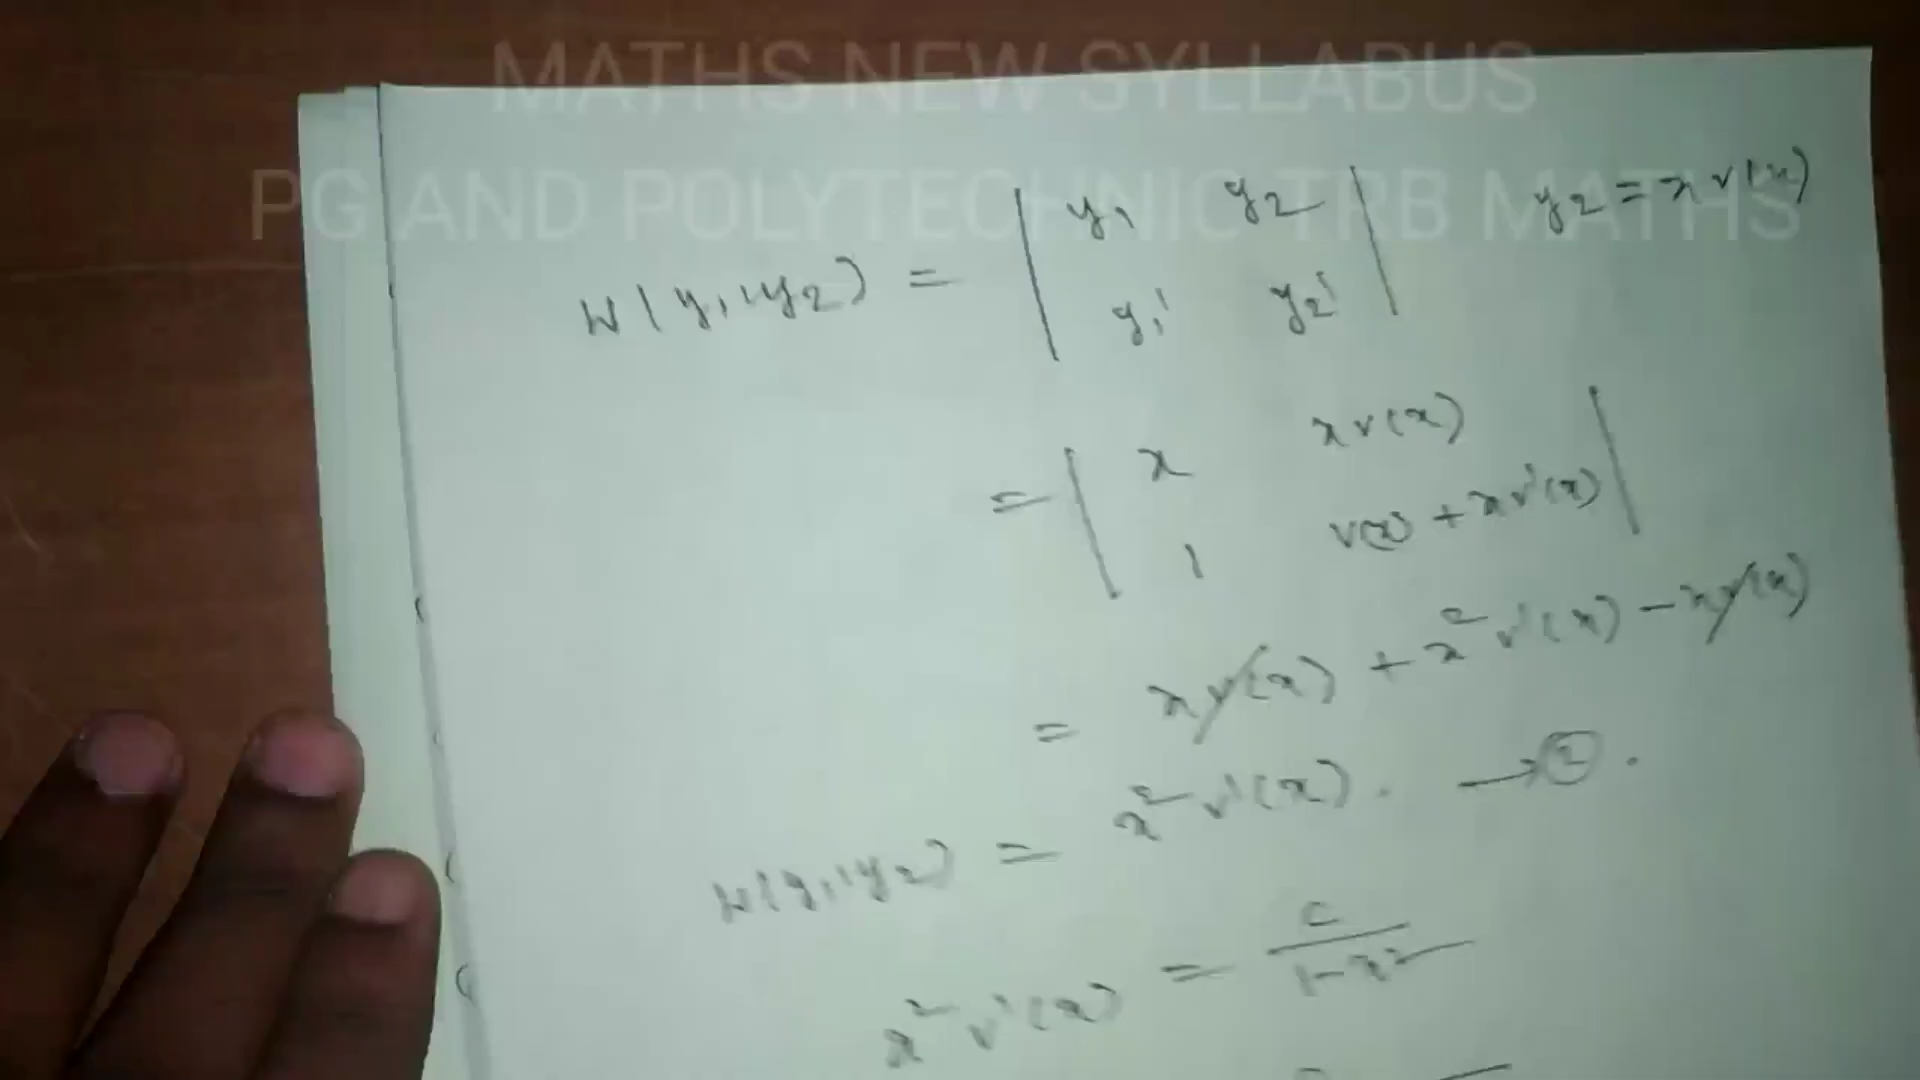 MATHS NEW SYLLABUS
PG AND POLYTECHNIC TRB MATHS
W(y₁, y₂) = | y₁ y₂ | y₂ = x v(x)
| y₁' y₂' |
= | x x v(x) |
| 1 v(x) + x v'(x) |
= x v(x) + x² v'(x) - x v(x)
W(y₁, y₂) = x² v'(x). → ②.
x² v'(x) = c / (1-x²)